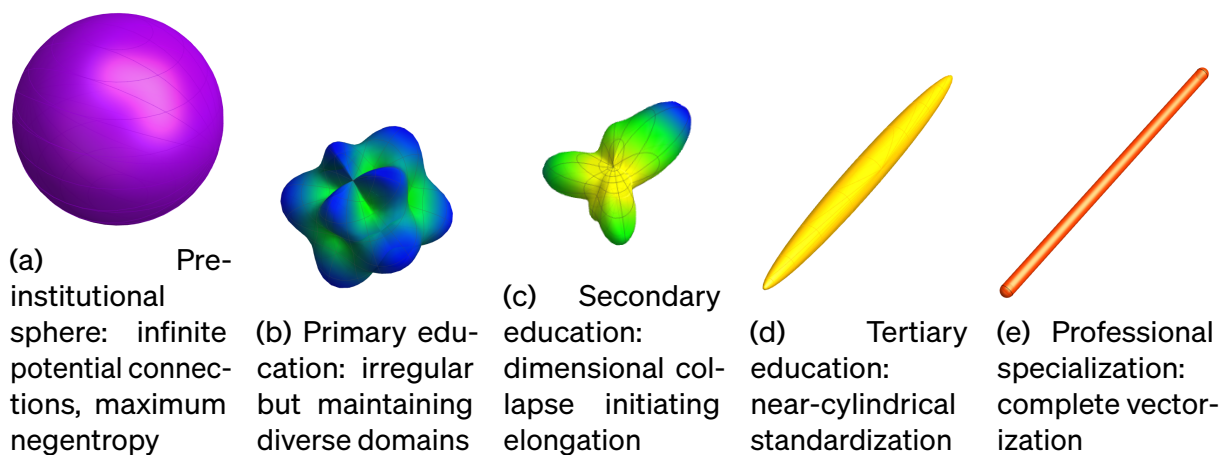 (a) Pre-
institutional
sphere: infinite
potential connec-
tions, maximum
negentropy
(b) Primary edu-
cation: irregular
but maintaining
diverse domains
(c) Secondary
education:
dimensional col-
lapse initiating
elongation
(d) Tertiary
education:
near-cylindrical
standardization
(e) Professional
specialization:
complete vector-
ization